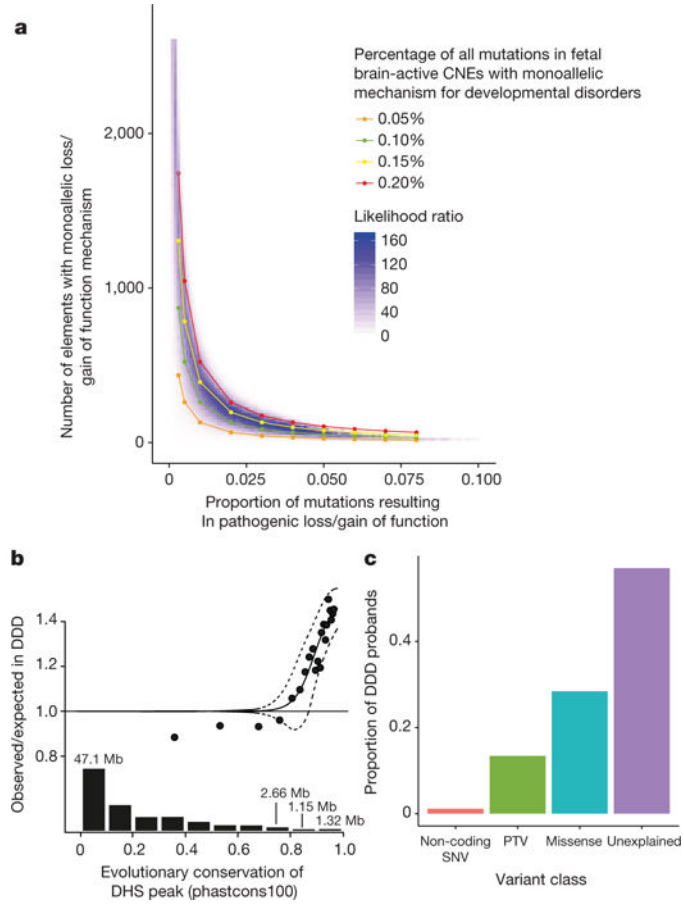 a
Percentage of all mutations in fetal
brain-active CNEs with monoallelic
mechanism for developmental disorders
0.05%
0.10%
0.15%
0.20%
Likelihood ratio
160
120
80
40
0
Number of elements with monoallelic loss/
gain of function mechanism
2,000
1,000
0
0 0.025 0.050 0.075 0.100
Proportion of mutations resulting
In pathogenic loss/gain of function
b
Observed/expected in DDD
1.4
1.2
1.0
0.8
47.1 Mb
2.66 Mb
1.15 Mb
1.32 Mb
0 0.2 0.4 0.6 0.8 1.0
Evolutionary conservation of
DHS peak (phastcons100)
c
Proportion of DDD probands
0.4
0.2
0
Non-coding PTV Missense Unexplained
SNV
Variant class